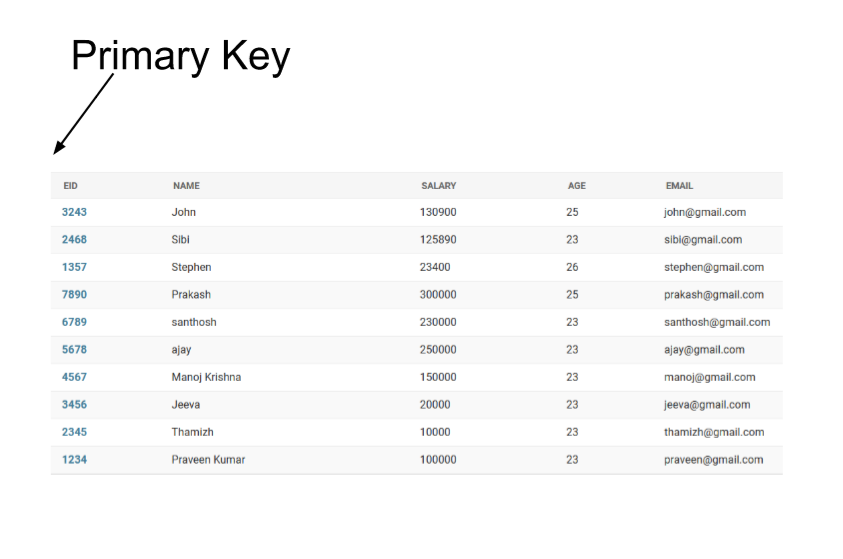 Primary Key
EID NAME SALARY AGE EMAIL
3243 John 130900 25 john@gmail.com
2468 Sibi 125890 23 sibi@gmail.com
1357 Stephen 23400 26 stephen@gmail.com
7890 Prakash 300000 25 prakash@gmail.com
6789 santhosh 230000 23 santhosh@gmail.com
5678 ajay 250000 23 ajay@gmail.com
4567 Manoj Krishna 150000 23 manoj@gmail.com
3456 Jeeva 20000 23 jeeva@gmail.com
2345 Thamizh 10000 23 thamizh@gmail.com
1234 Praveen Kumar 100000 23 praveen@gmail.com